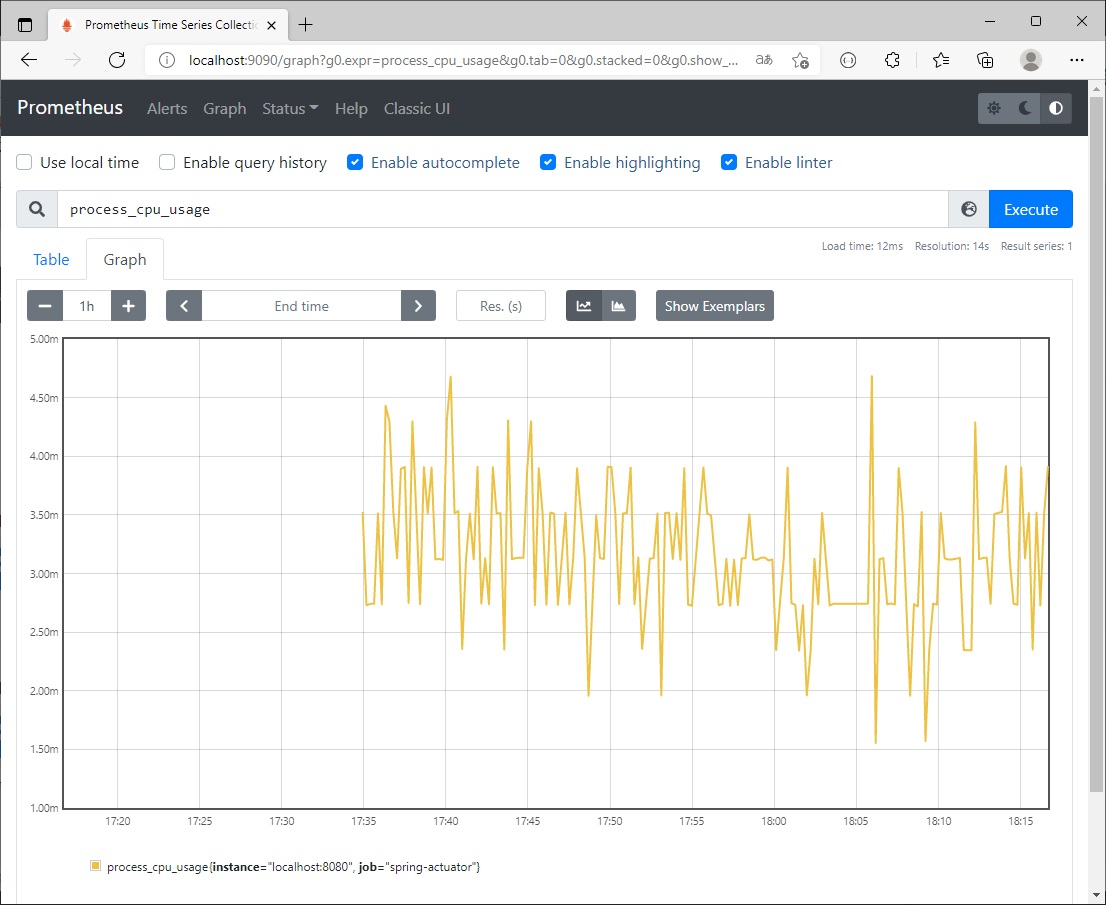 Prometheus Time Series Collectic
localhost:9090/graph?g0.expr=process_cpu_usage&g0.tab=0&g0.stacked=0&g0.show_... aあ
Prometheus Alerts Graph Status Help Classic UI
Use local time Enable query history Enable autocomplete Enable highlighting Enable linter
process_cpu_usage Execute
Load time: 12ms Resolution: 14s Result series: 1
Table Graph
1h End time Res. (s) Show Exemplars
5.00m
4.50m
4.00m
3.50m
3.00m
2.50m
2.00m
1.50m
1.00m
17:20 17:25 17:30 17:35 17:40 17:45 17:50 17:55 18:00 18:05 18:10 18:15
process_cpu_usage{instance="localhost:8080", job="spring-actuator"}